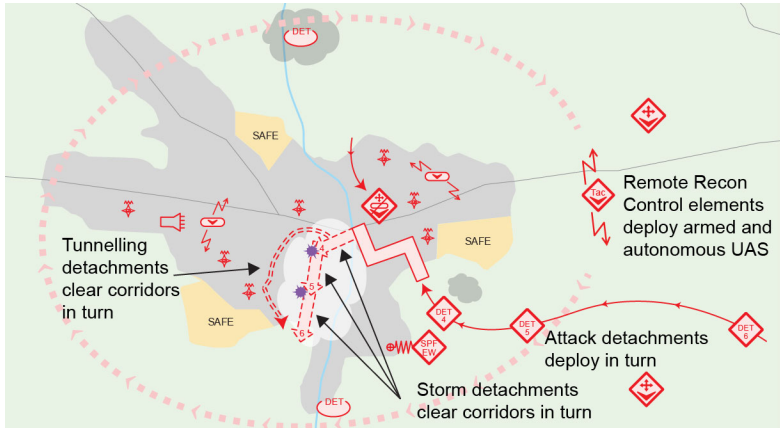 DET
SAFE
Tac
Remote Recon
Control elements
deploy armed and
autonomous UAS
SAFE
Tunnelling
detachments
clear corridors
in turn
4
5
6
SAFE
DET
4
DET
5
DET
6
SPF
EW
Attack detachments
deploy in turn
Storm detachments
clear corridors in turn
DET